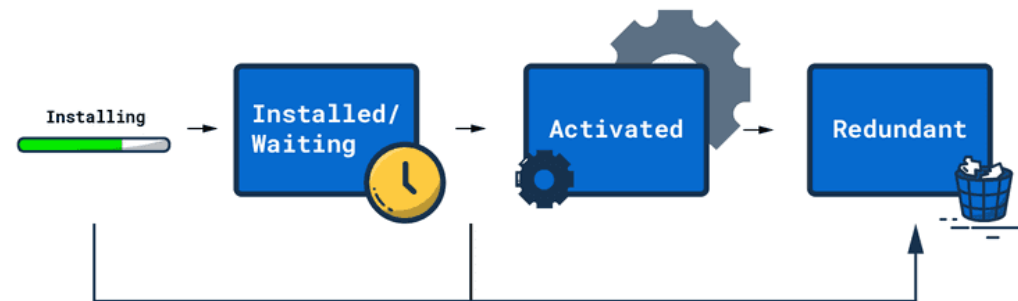 Installing
Installed/
Waiting
Activated
Redundant